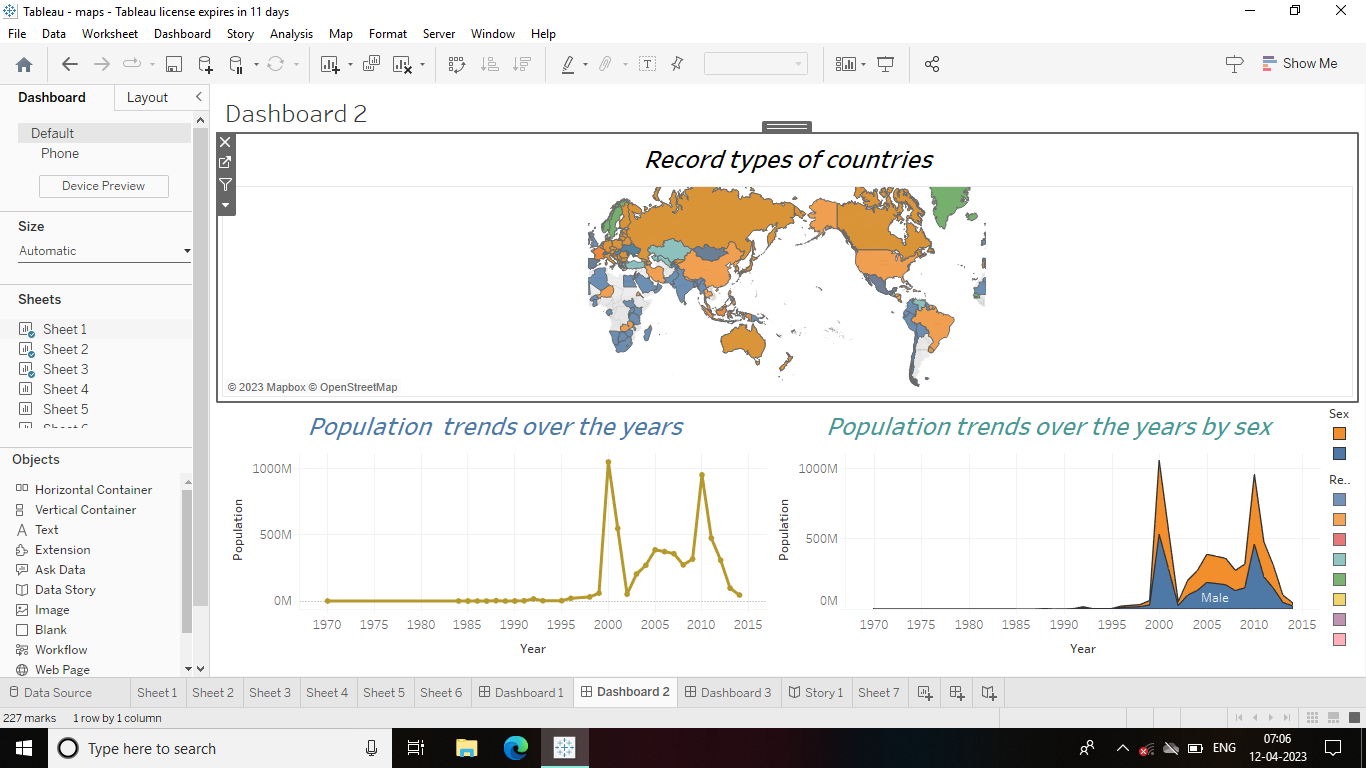 Tableau - maps - Tableau license expires in 11 days
File Data Worksheet Dashboard Story Analysis Map Format Server Window Help
Show Me
Dashboard Layout
Default
Phone
Device Preview
Size
Automatic
Sheets
Sheet 1
Sheet 2
Sheet 3
Sheet 4
Sheet 5
Objects
Horizontal Container
Vertical Container
Text
Extension
Ask Data
Data Story
Image
Blank
Workflow
Web Page
Dashboard 2
Record types of countries
© 2023 Mapbox © OpenStreetMap
Population trends over the years
1000M
500M
0M
Population
1970 1975 1980 1985 1990 1995 2000 2005 2010 2015
Year
Population trends over the years by sex
1000M
500M
0M
Population
Male
1970 1975 1980 1985 1990 1995 2000 2005 2010 2015
Year
Sex
Re..
Data Source Sheet 1 Sheet 2 Sheet 3 Sheet 4 Sheet 5 Sheet 6 Dashboard 1 Dashboard 2 Dashboard 3 Story 1 Sheet 7
227 marks 1 row by 1 column
Type here to search
ENG
07:06
12-04-2023